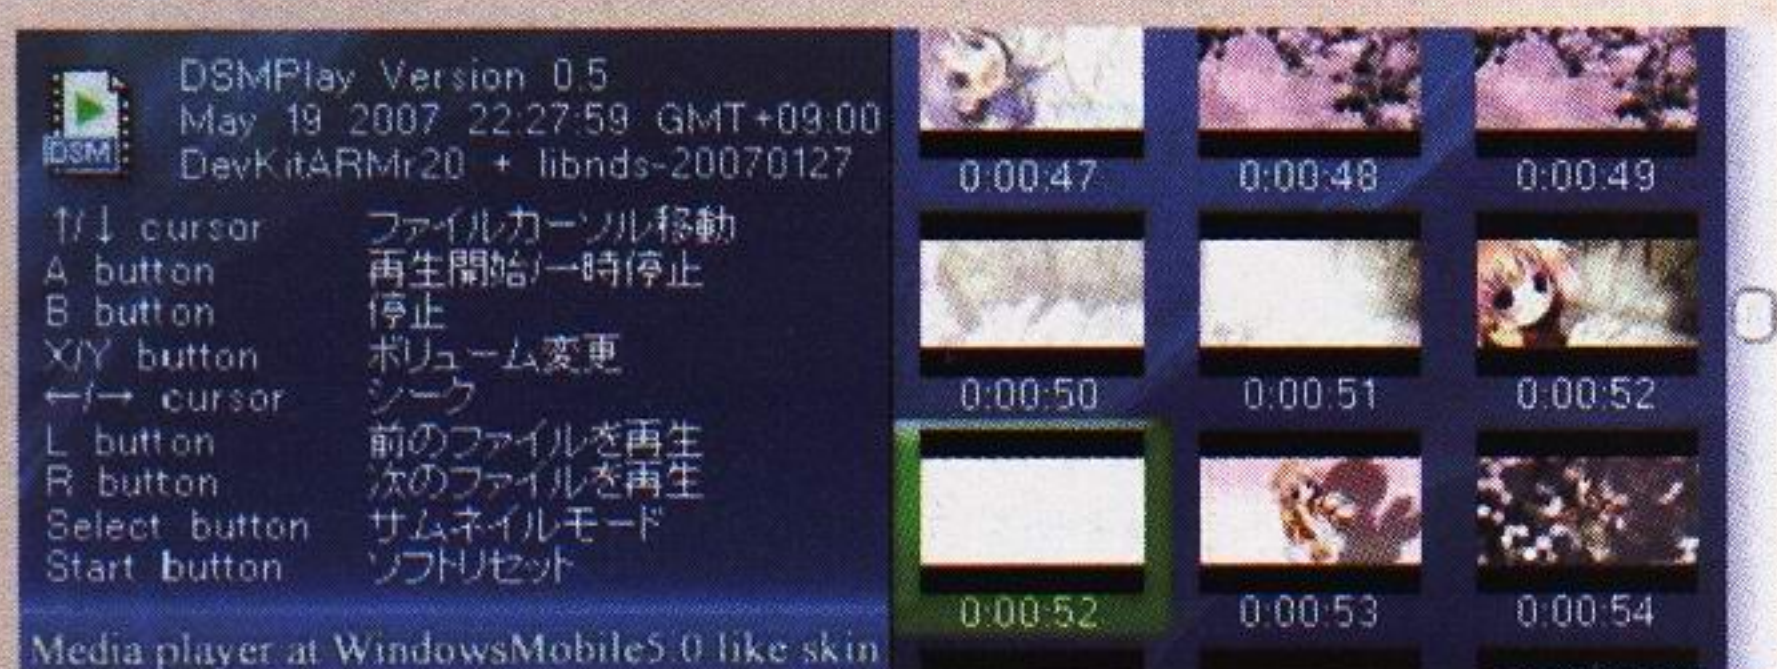 DSMPlay Version 0.5
May 19 2007 22:27:59 GMT+09:00
DevKitARMr20 + libnds-20070127
DSM
↑/↓ cursor ファイルカーソル移動
A button 再生開始/一時停止
B button 停止
X/Y button ボリューム変更
←/→ cursor シーク
L button 前のファイルを再生
R button 次のファイルを再生
Select button サムネイルモード
Start button ソフトリセット
Media player at WindowsMobile5.0 like skin
0:00:47 0:00:48 0:00:49
0:00:50 0:00:51 0:00:52
0:00:52 0:00:53 0:00:54